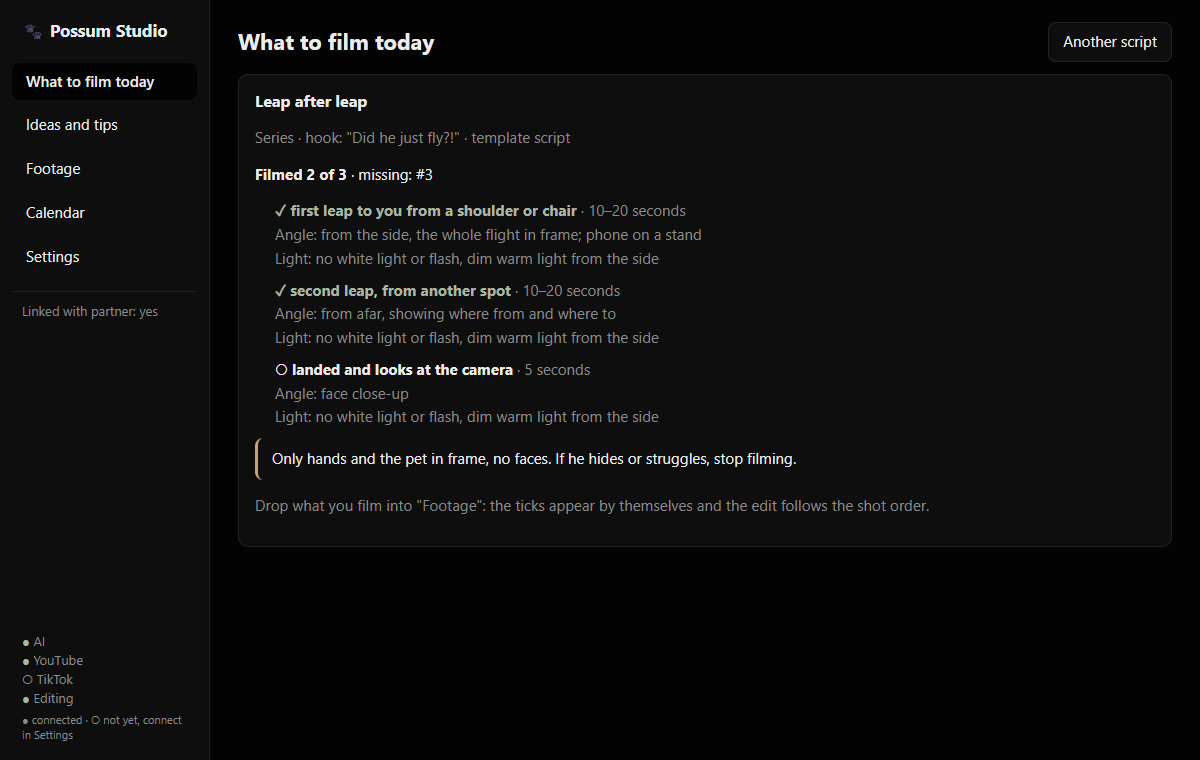 Possum Studio
What to film today
Ideas and tips
Footage
Calendar
Settings
Linked with partner: yes
● AI
● YouTube
○ TikTok
● Editing
● connected · ○ not yet, connect
in Settings
What to film today
Another script
Leap after leap
Series · hook: "Did he just fly?!" · template script
Filmed 2 of 3 · missing: #3
✓ first leap to you from a shoulder or chair · 10–20 seconds
Angle: from the side, the whole flight in frame; phone on a stand
Light: no white light or flash, dim warm light from the side
✓ second leap, from another spot · 10–20 seconds
Angle: from afar, showing where from and where to
Light: no white light or flash, dim warm light from the side
○ landed and looks at the camera · 5 seconds
Angle: face close-up
Light: no white light or flash, dim warm light from the side
Only hands and the pet in frame, no faces. If he hides or struggles, stop filming.
Drop what you film into "Footage": the ticks appear by themselves and the edit follows the shot order.